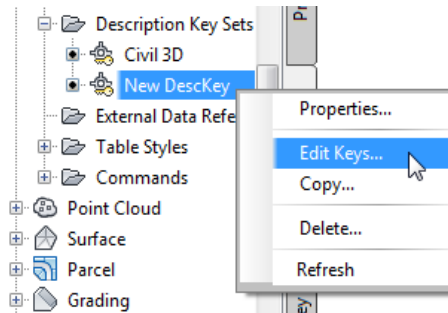 Description Key Sets
Civil 3D
New DescKey
External Data Refe
Table Styles
Commands
Point Cloud
Surface
Parcel
Grading
Properties...
Edit Keys...
Copy...
Delete...
Refresh